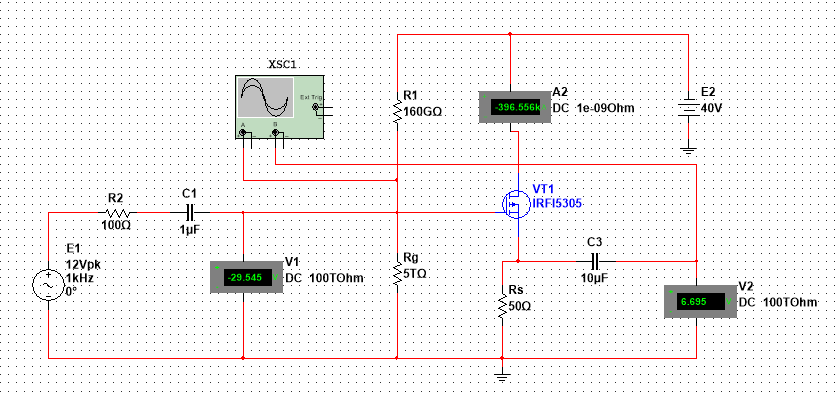 XSC1
Ext Trig
A
B
R1
160GΩ
A2
-396.556k
DC 1e-09Ohm
E2
40V
R2
100Ω
C1
1µF
VT1
IRFI5305
E1
12Vpk
1kHz
0°
V1
-29.545
DC 100TOhm
Rg
5TΩ
C3
10µF
Rs
50Ω
V2
6.695
DC 100TOhm